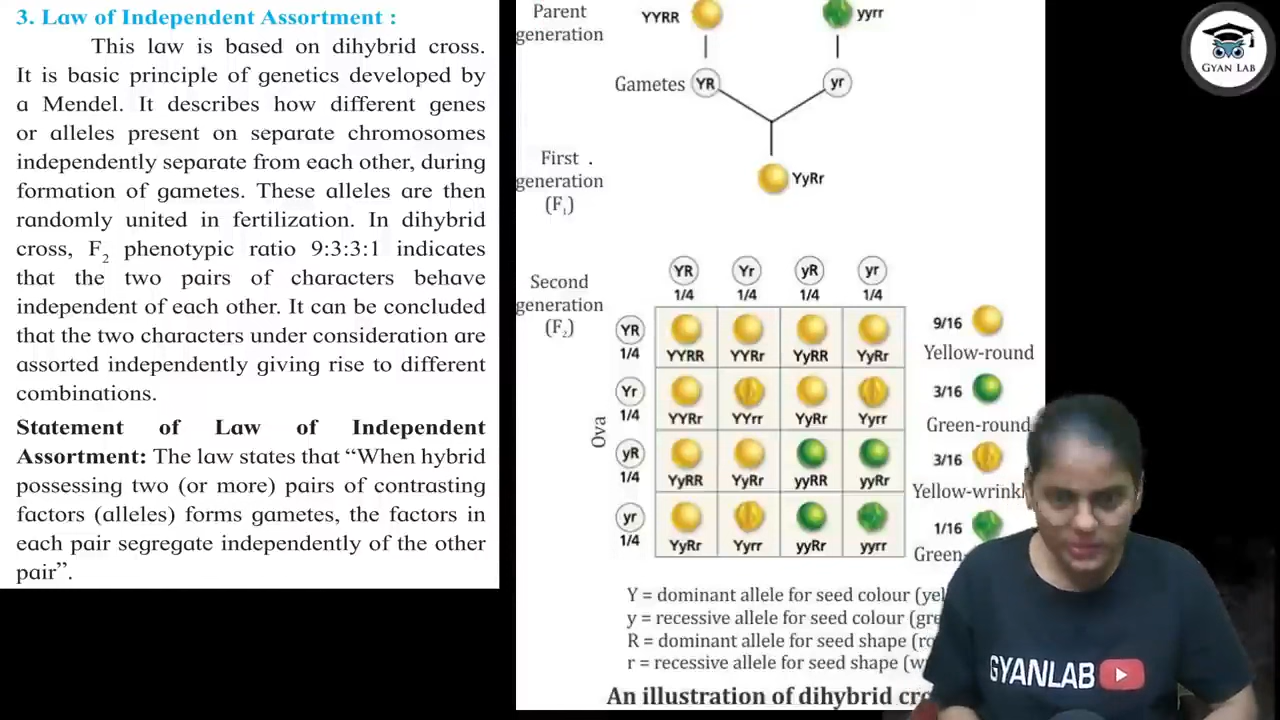 3. Law of Independent Assortment :
This law is based on dihybrid cross.
It is basic principle of genetics developed by
a Mendel. It describes how different genes
or alleles present on separate chromosomes
independently separate from each other, during
formation of gametes. These alleles are then
randomly united in fertilization. In dihybrid
cross, F2 phenotypic ratio 9:3:3:1 indicates
that the two pairs of characters behave
independent of each other. It can be concluded
that the two characters under consideration are
assorted independently giving rise to different
combinations.
Statement of Law of Independent
Assortment: The law states that “When hybrid
possessing two (or more) pairs of contrasting
factors (alleles) forms gametes, the factors in
each pair segregate independently of the other
pair”.
Parent
generation
YYRR
yyrr
Gametes
YR
yr
First .
generation
(F1)
YyRr
Second
generation
(F2)
YR Yr yR yr
1/4 1/4 1/4 1/4
Ova
YR
1/4
YYRR YYRr YyRR YyRr
Yr
1/4
YYRr YYrr YyRr Yyrr
yR
1/4
YyRR YyRr yyRR yyRr
yr
1/4
YyRr Yyrr yyRr yyrr
9/16
Yellow-round
3/16
Green-round
3/16
Yellow-wrinkl
1/16
Green-
Y = dominant allele for seed colour (yel
y = recessive allele for seed colour (gre
R = dominant allele for seed shape (ro
r = recessive allele for seed shape (w
An illustration of dihybrid cro
GYAN LAB
GYANLAB